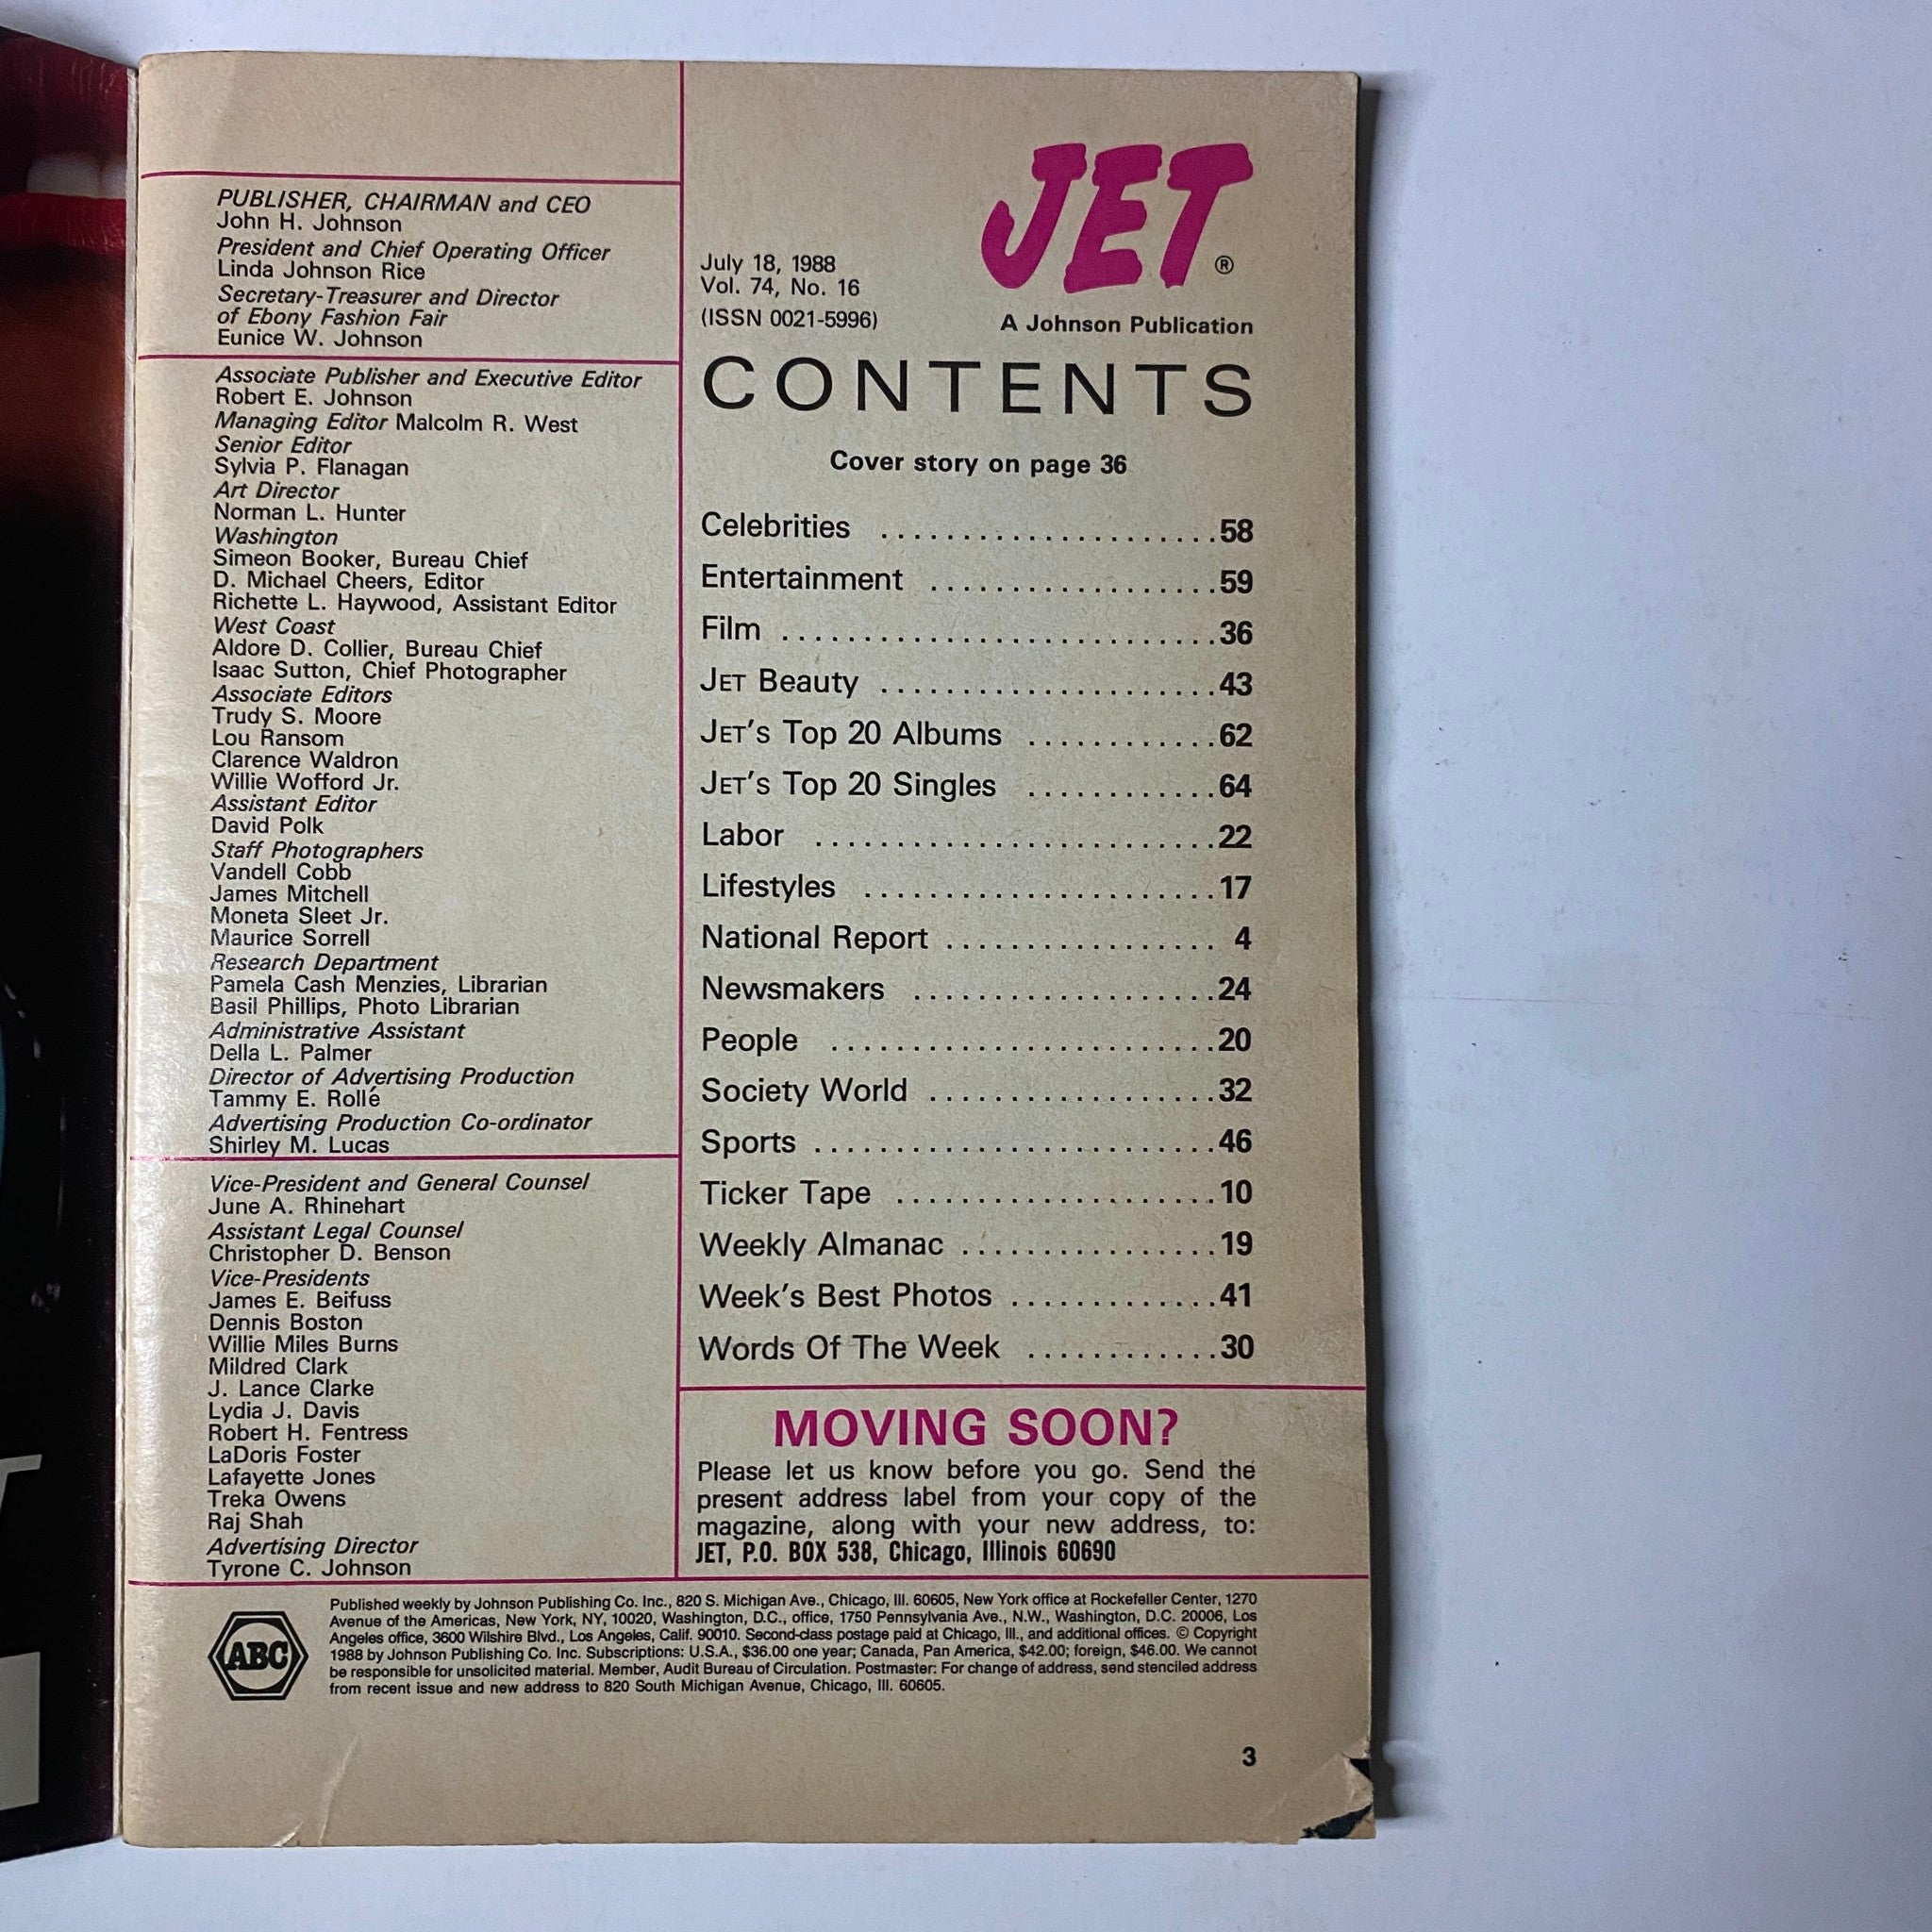 PUBLISHER, CHAIRMAN and CEO
John H. Johnson
President and Chief Operating Officer
Linda Johnson Rice
Secretary-Treasurer and Director
of Ebony Fashion Fair
Eunice W. Johnson
Associate Publisher and Executive Editor
Robert E. Johnson
Managing Editor Malcolm R. West
Senior Editor
Sylvia P. Flanagan
Art Director
Norman L. Hunter
Washington
Simeon Booker, Bureau Chief
D. Michael Cheers, Editor
Richette L. Haywood, Assistant Editor
West Coast
Aldore D. Collier, Bureau Chief
Isaac Sutton, Chief Photographer
Associate Editors
Trudy S. Moore
Lou Ransom
Clarence Waldron
Willie Wofford Jr.
Assistant Editor
David Polk
Staff Photographers
Vandell Cobb
James Mitchell
Moneta Sleet Jr.
Maurice Sorrell
Research Department
Pamela Cash Menzies, Librarian
Basil Phillips, Photo Librarian
Administrative Assistant
Della L. Palmer
Director of Advertising Production
Tammy E. Rollé
Advertising Production Co-ordinator
Shirley M. Lucas
Vice-President and General Counsel
June A. Rhinehart
Assistant Legal Counsel
Christopher D. Benson
Vice-Presidents
James E. Beifuss
Dennis Boston
Willie Miles Burns
Mildred Clark
J. Lance Clarke
Lydia J. Davis
Robert H. Fentress
LaDoris Foster
Lafayette Jones
Treka Owens
Raj Shah
Advertising Director
Tyrone C. Johnson
JET®
July 18, 1988
Vol. 74, No. 16
(ISSN 0021-5996)
A Johnson Publication
CONTENTS
Cover story on page 36
Celebrities .....................58
Entertainment ..................59
Film ...........................36
JET Beauty .....................43
JET'S Top 20 Albums ............62
JET'S Top 20 Singles ............64
Labor .........................22
Lifestyles ......................17
National Report ................. 4
Newsmakers ...................24
People ........................20
Society World ..................32
Sports .........................46
Ticker Tape ....................10
Weekly Almanac ................19
Week's Best Photos .............41
Words Of The Week ............30
MOVING SOON?
Please let us know before you go. Send the
present address label from your copy of the
magazine, along with your new address, to:
JET, P.O. BOX 538, Chicago, Illinois 60690
ABC
Published weekly by Johnson Publishing Co. Inc., 820 S. Michigan Ave., Chicago, Ill. 60605, New York office at Rockefeller Center, 1270
Avenue of the Americas, New York, NY, 10020, Washington, D.C., office, 1750 Pennsylvania Ave., N.W., Washington, D.C. 20006, Los
Angeles office, 3600 Wilshire Blvd., Los Angeles, Calif. 90010. Second-class postage paid at Chicago, Ill., and additional offices. © Copyright
1988 by Johnson Publishing Co. Inc. Subscriptions: U.S.A., $36.00 one year; Canada, Pan America, $42.00; foreign, $46.00. We cannot
be responsible for unsolicited material. Member, Audit Bureau of Circulation. Postmaster: For change of address, send stenciled address
from recent issue and new address to 820 South Michigan Avenue, Chicago, Ill. 60605.
3